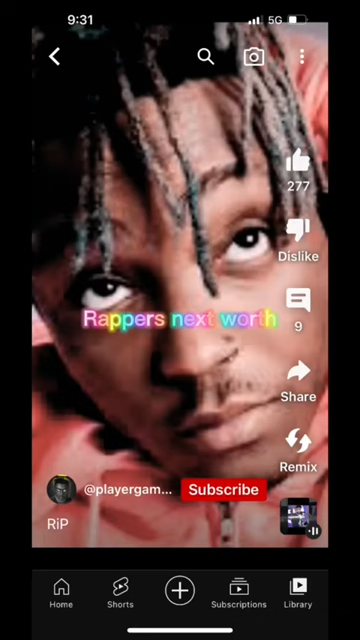 9:31
5G
277
Dislike
Rappers next worth
9
Share
Remix
@playergam... Subscribe
RiP
Home Shorts Subscriptions Library